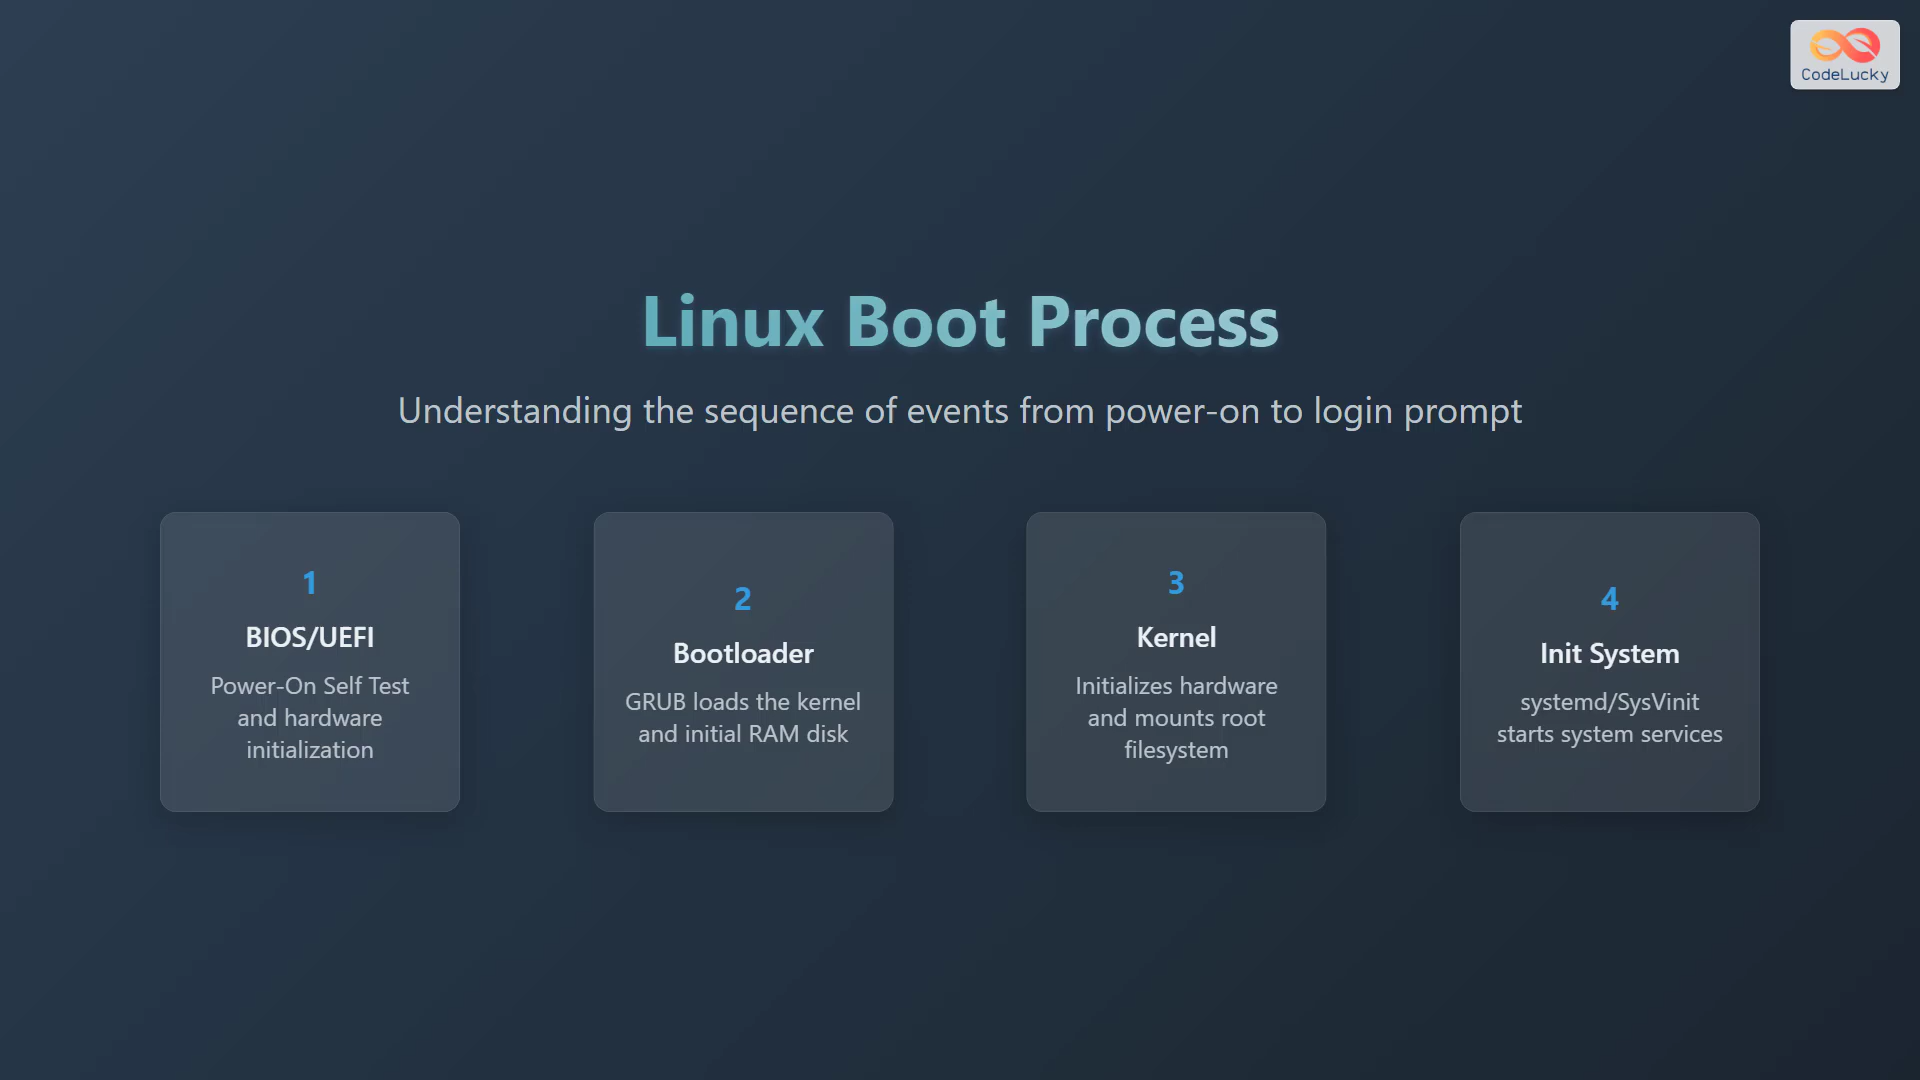 CodeLucky
Linux Boot Process
Understanding the sequence of events from power-on to login prompt
1
BIOS/UEFI
Power-On Self Test
and hardware
initialization
2
Bootloader
GRUB loads the kernel
and initial RAM disk
3
Kernel
Initializes hardware
and mounts root
filesystem
4
Init System
systemd/SysVinit
starts system services